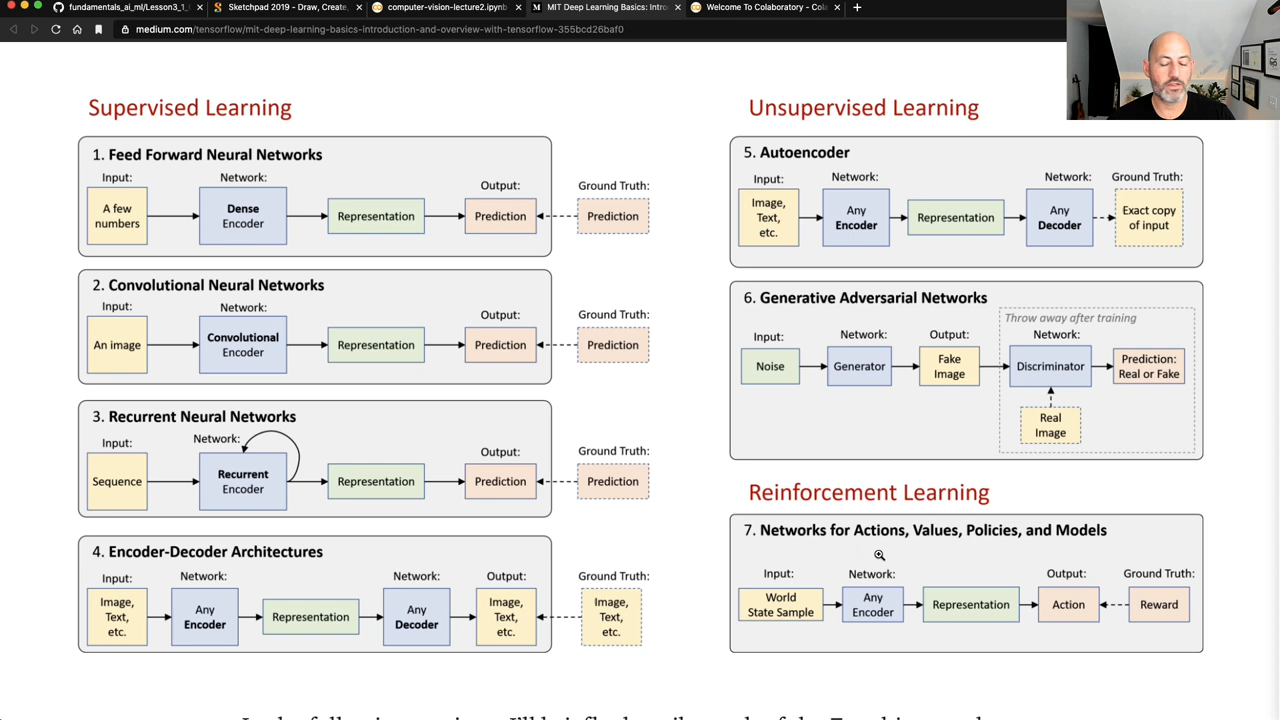 fundamentals_ai_ml/Lesson3_1_
Sketchpad 2019 - Draw, Create,
computer-vision-lecture2.ipynb
MIT Deep Learning Basics: Intro
Welcome To Colaboratory - Cola
medium.com/tensorflow/mit-deep-learning-basics-introduction-and-overview-with-tensorflow-355bcd26baf0
Supervised Learning
1. Feed Forward Neural Networks
Input:
Network:
Output:
Ground Truth:
A few
numbers
Dense
Encoder
Representation
Prediction
Prediction
2. Convolutional Neural Networks
Input:
Network:
Output:
Ground Truth:
An image
Convolutional
Encoder
Representation
Prediction
Prediction
3. Recurrent Neural Networks
Input:
Network:
Output:
Ground Truth:
Sequence
Recurrent
Encoder
Representation
Prediction
Prediction
4. Encoder-Decoder Architectures
Input:
Network:
Network:
Output:
Ground Truth:
Image,
Text,
etc.
Any
Encoder
Representation
Any
Decoder
Image,
Text,
etc.
Image,
Text,
etc.
Unsupervised Learning
5. Autoencoder
Input:
Network:
Network:
Ground Truth:
Image,
Text,
etc.
Any
Encoder
Representation
Any
Decoder
Exact copy
of input
6. Generative Adversarial Networks
Throw away after training
Input:
Network:
Output:
Network:
Noise
Generator
Fake
Image
Discriminator
Prediction:
Real or Fake
Real
Image
Reinforcement Learning
7. Networks for Actions, Values, Policies, and Models
Input:
Network:
Output:
Ground Truth:
World
State Sample
Any
Encoder
Representation
Action
Reward